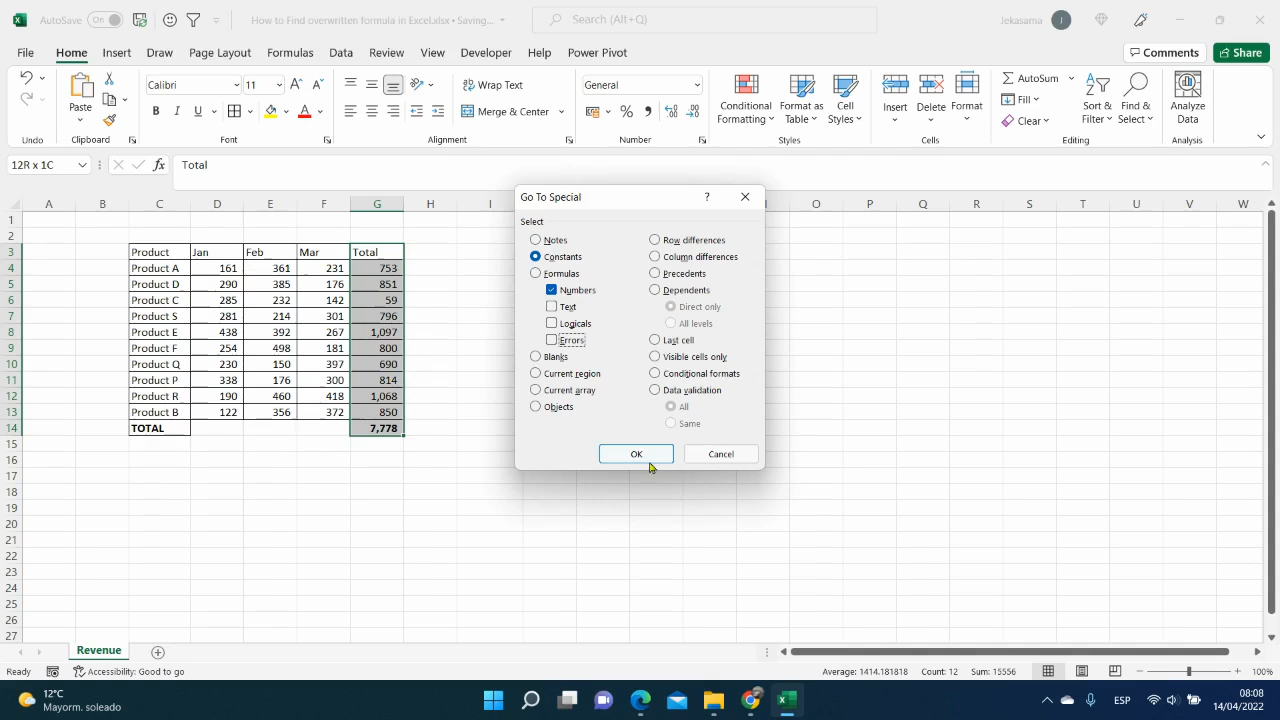 AutoSave On How to Find overwritten formula in Excel.xlsx - Saving... Search (Alt+Q) Jekasama J
File Home Insert Draw Page Layout Formulas Data Review View Developer Help Power Pivot Comments Share
Paste Calibri 11 Wrap Text General Conditional Formatting Format as Table Cell Styles Insert Delete Format AutoSum Sort & Filter Find & Select Analyze Data
B I U A Merge & Center % Fill
Clear
Undo Clipboard Font Alignment Number Styles Cells Editing Analysis
12R x 1C fx Total
A B C D E F G H I O P Q R S T U V W
1
2
3 Product Jan Feb Mar Total
4 Product A 161 361 231 753
5 Product D 290 385 176 851
6 Product C 285 232 142 59
7 Product S 281 214 301 796
8 Product E 438 392 267 1,097
9 Product F 254 498 181 800
10 Product Q 230 150 397 690
11 Product P 338 176 300 814
12 Product R 190 460 418 1,068
13 Product B 122 356 372 850
14 TOTAL 7,778
15
16
17
18
19
20
21
22
23
24
25
26
27
Go To Special ?
Select
Notes Row differences
Constants Column differences
Formulas Precedents
Numbers Dependents
Text Direct only
Logicals All levels
Errors Last cell
Blanks Visible cells only
Current region Conditional formats
Current array Data validation
Objects All
Same
OK Cancel
Revenue
Ready Accessibility: Good to go Average: 1414.181818 Count: 12 Sum: 15556 100%
12°C
Mayorm. soleado
ESP
08:08
14/04/2022